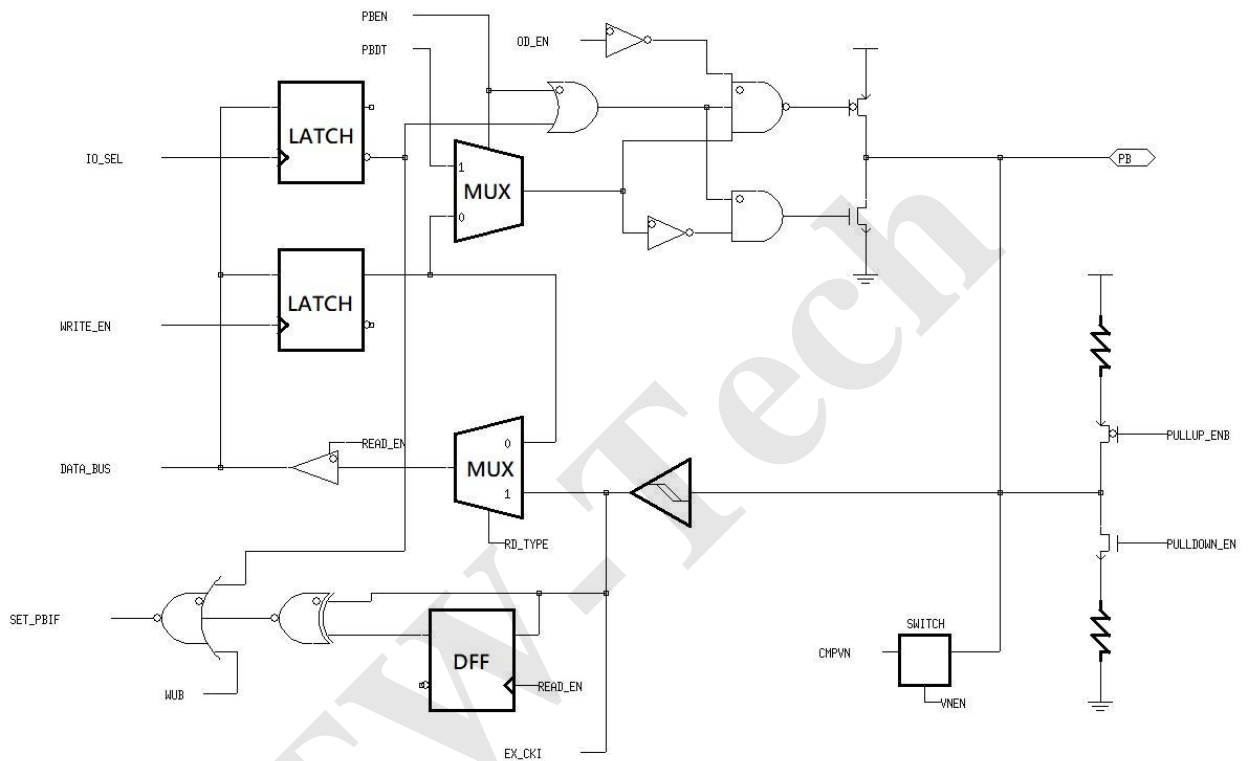 PBEN
PBDT
OD_EN
LATCH
IO_SEL
1
MUX
0
PB
LATCH
WRITE_EN
READ_EN
DATA_BUS
0
MUX
1
RD_TYPE
PULLUP_ENB
PULLDOWN_EN
SET_PBIF
WUB
DFF
READ_EN
EX_CKI
SWITCH
CMPVN
VNEN